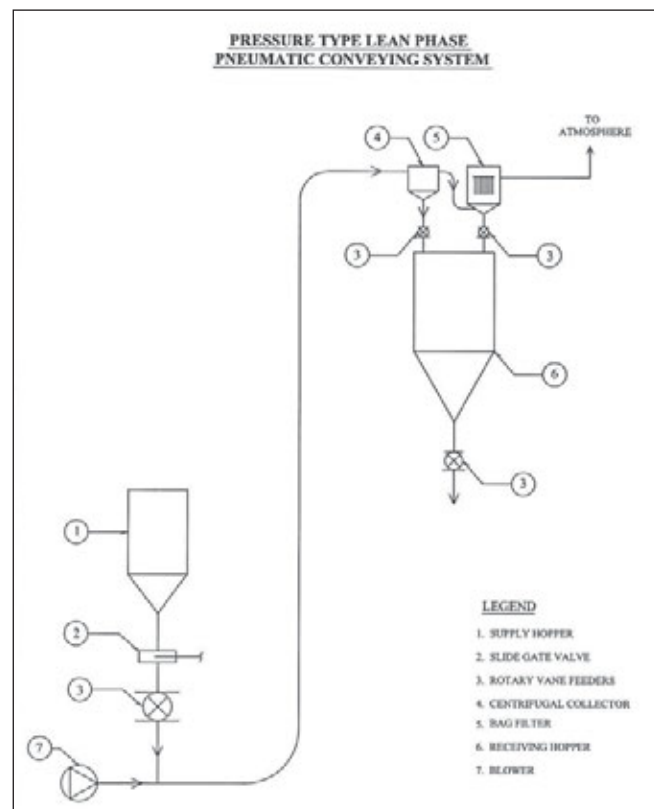 PRESSURE TYPE LEAN PHASE
PNEUMATIC CONVEYING SYSTEM
TO
ATMOSPHERE
4
5
3
3
6
3
1
2
3
7
LEGEND
1. SUPPLY HOPPER
2. SLIDE GATE VALVE
3. ROTARY VANE FEEDERS
4. CENTRIFUGAL COLLECTOR
5. BAG FILTER
6. RECEIVING HOPPER
7. BLOWER